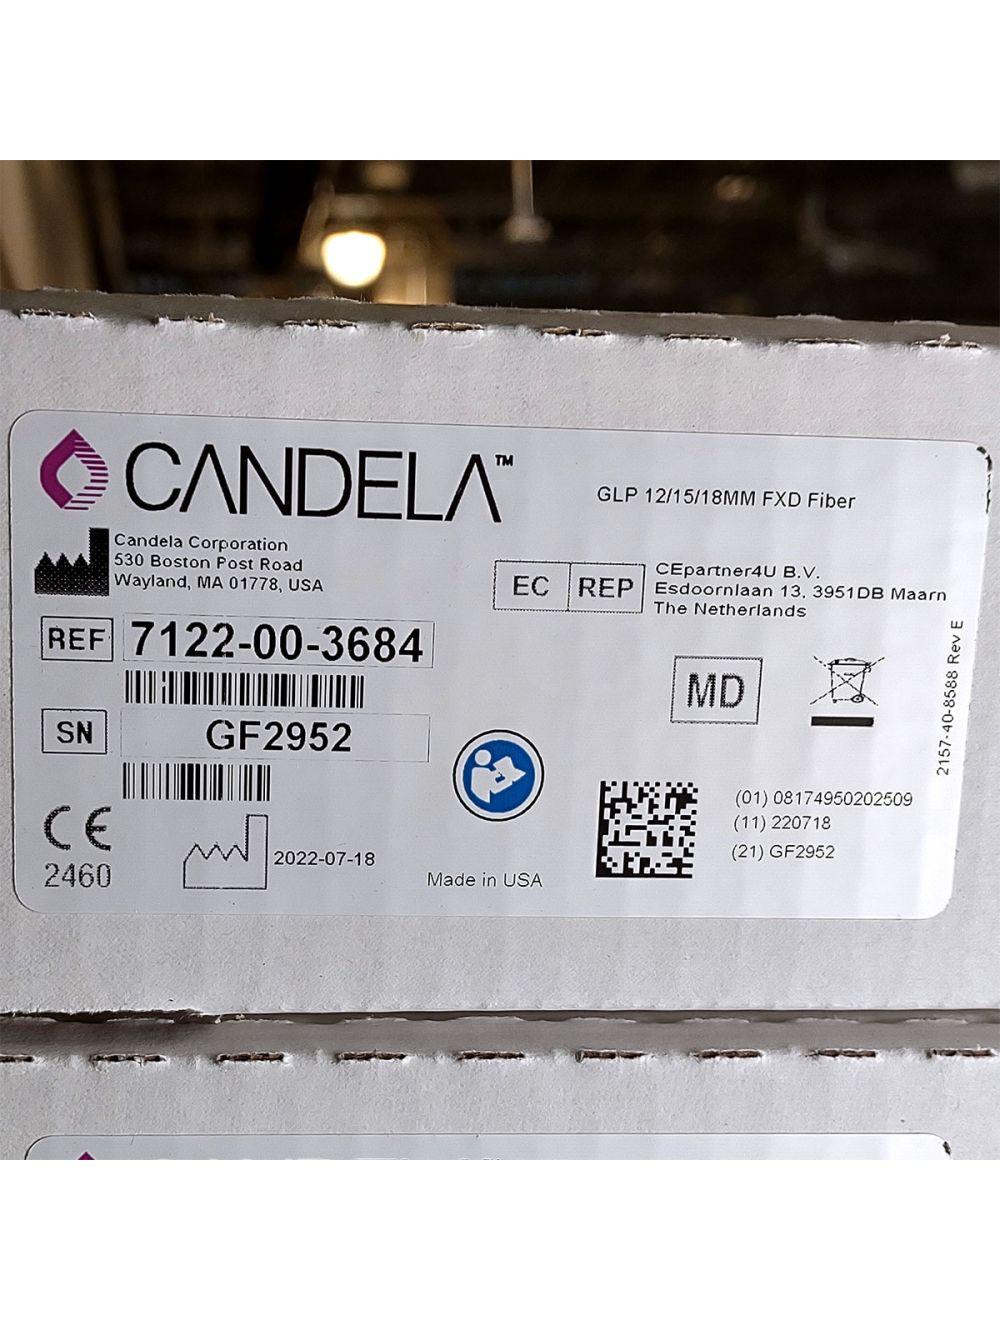 CANDELA™
GLP 12/15/18MM FXD Fiber
Candela Corporation
530 Boston Post Road
Wayland, MA 01778, USA
EC REP
CEpartner4U B.V.
Esdoornlaan 13, 3951DB Maarn
The Netherlands
REF 7122-00-3684
SN GF2952
MD
2157-40-8588 Rev E
CE
2460
2022-07-18
Made in USA
(01) 08174950202509
(11) 220718
(21) GF2952